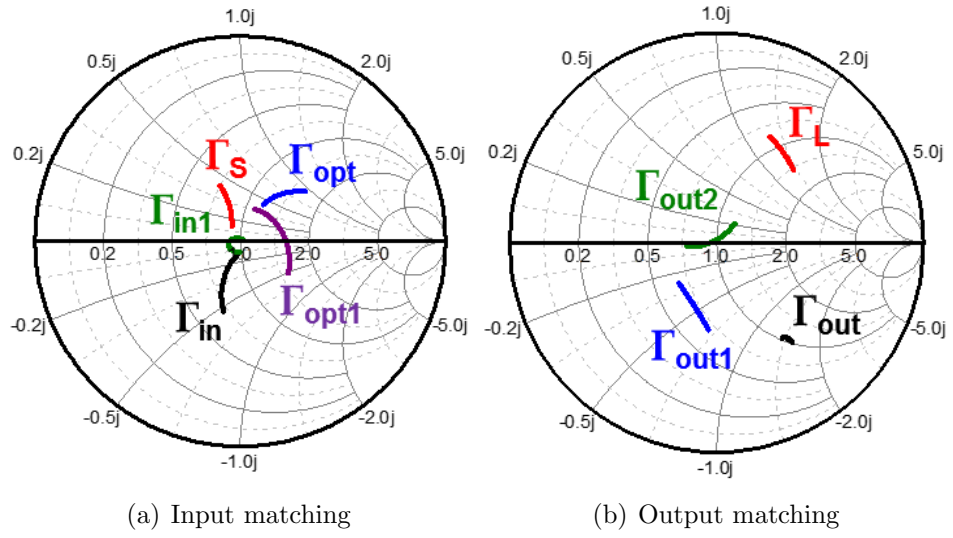 1.0j
1.0j
0.5j
2.0j
0.5j
2.0j
0.2j
5.0j
0.2j
5.0j
ΓS
Γopt
Γin1
ΓL
Γout2
0.2
0.5
2.0
5.0
0.2
0.5
1.0
2.0
5.0
Γin
Γopt1
Γout1
Γout
-0.2j
-5.0j
-0.2j
-5.0j
-0.5j
-2.0j
-0.5j
-2.0j
-1.0j
-1.0j
(a) Input matching
(b) Output matching